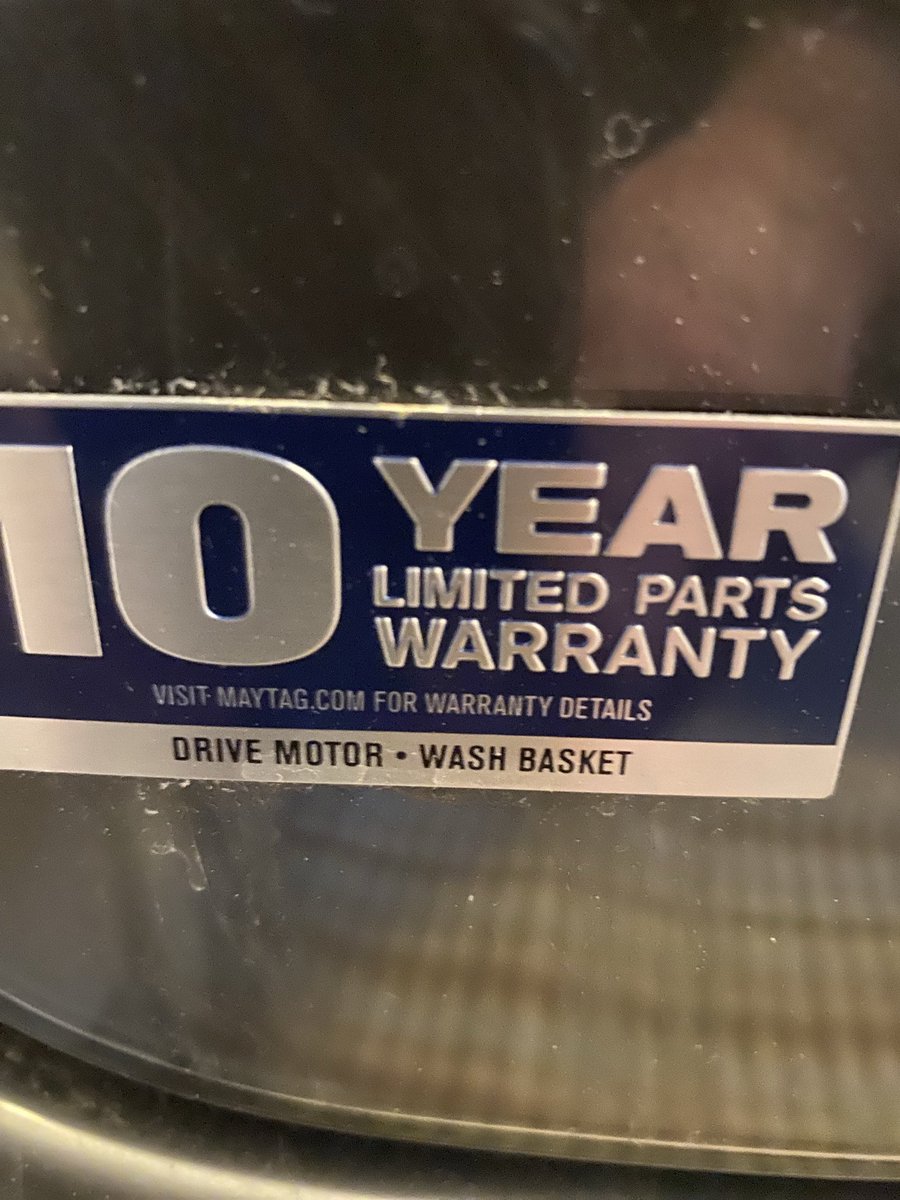 10 YEAR
LIMITED PARTS
WARRANTY
VISIT MAYTAG.COM FOR WARRANTY DETAILS
DRIVE MOTOR • WASH BASKET